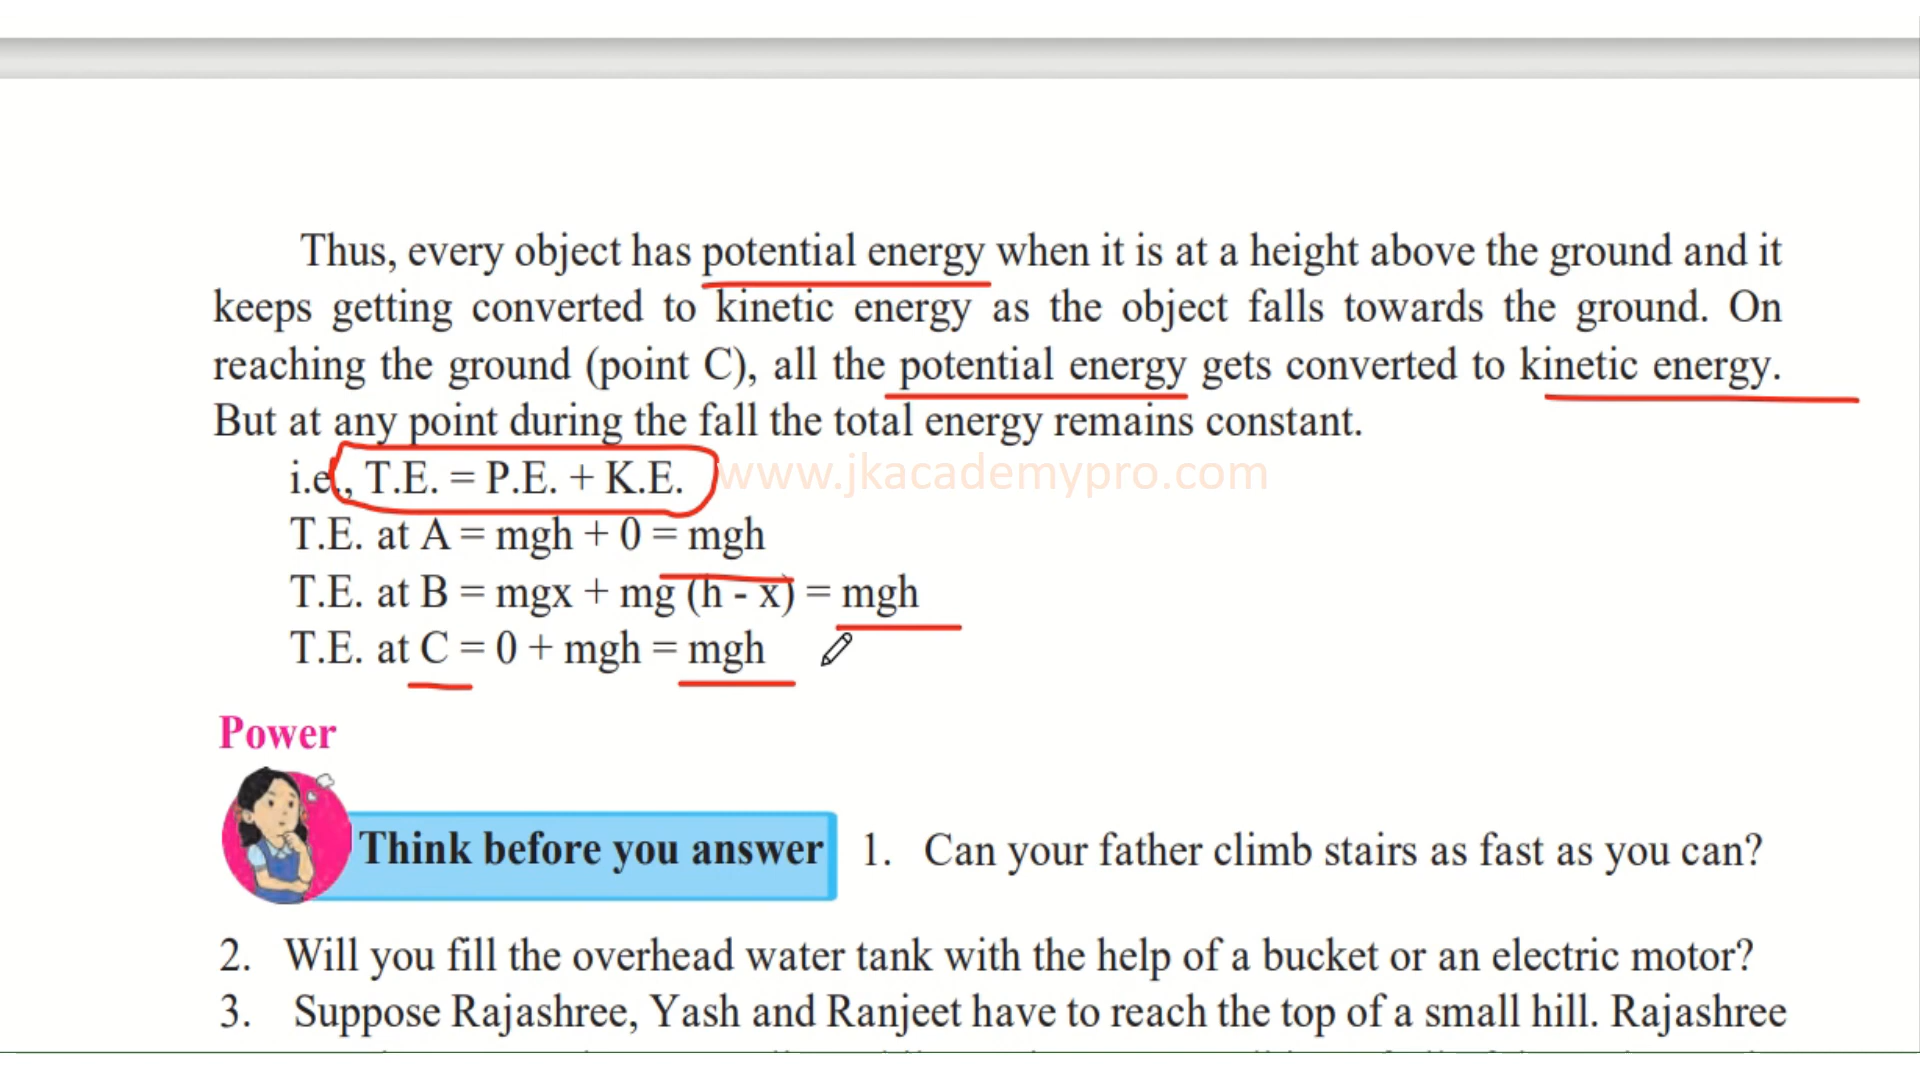 Thus, every object has potential energy when it is at a height above the ground and it
keeps getting converted to kinetic energy as the object falls towards the ground. On
reaching the ground (point C), all the potential energy gets converted to kinetic energy.
But at any point during the fall the total energy remains constant.
i.e., T.E. = P.E. + K.E.
www.jkacademypro.com
T.E. at A = mgh + 0 = mgh
T.E. at B = mgx + mg (h - x) = mgh
T.E. at C = 0 + mgh = mgh
Power
Think before you answer 1. Can your father climb stairs as fast as you can?
2. Will you fill the overhead water tank with the help of a bucket or an electric motor?
3. Suppose Rajashree, Yash and Ranjeet have to reach the top of a small hill. Rajashree